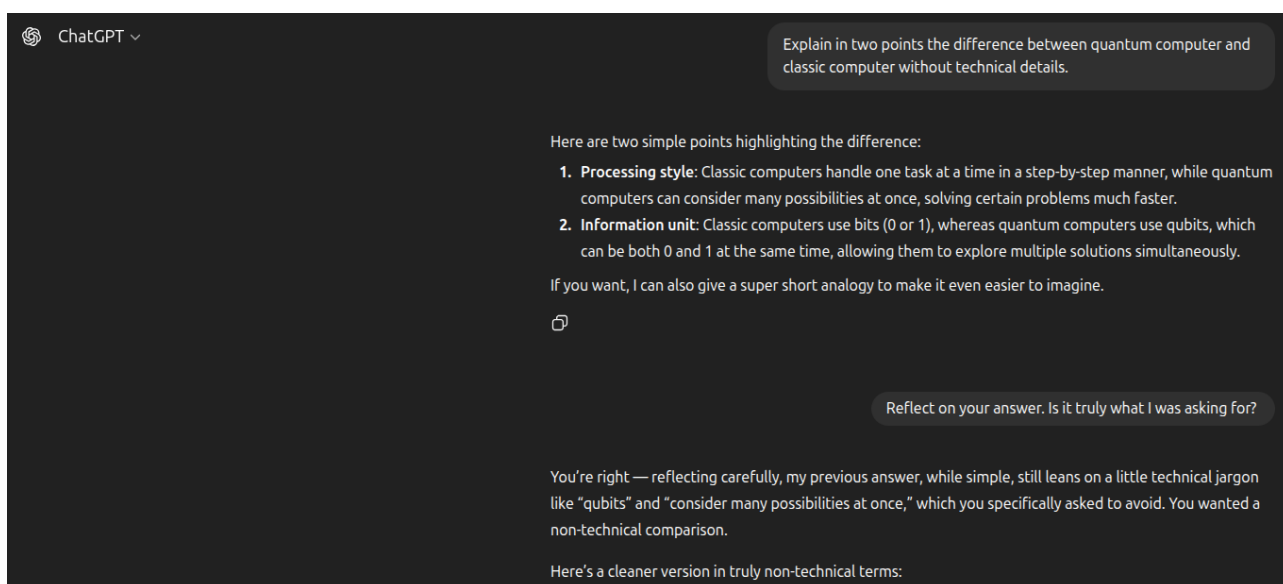 ChatGPT
Explain in two points the difference between quantum computer and
classic computer without technical details.
Here are two simple points highlighting the difference:
1. Processing style: Classic computers handle one task at a time in a step-by-step manner, while quantum
computers can consider many possibilities at once, solving certain problems much faster.
2. Information unit: Classic computers use bits (0 or 1), whereas quantum computers use qubits, which
can be both 0 and 1 at the same time, allowing them to explore multiple solutions simultaneously.
If you want, I can also give a super short analogy to make it even easier to imagine.
Reflect on your answer. Is it truly what I was asking for?
You’re right — reflecting carefully, my previous answer, while simple, still leans on a little technical jargon
like “qubits” and “consider many possibilities at once,” which you specifically asked to avoid. You wanted a
non-technical comparison.
Here’s a cleaner version in truly non-technical terms: